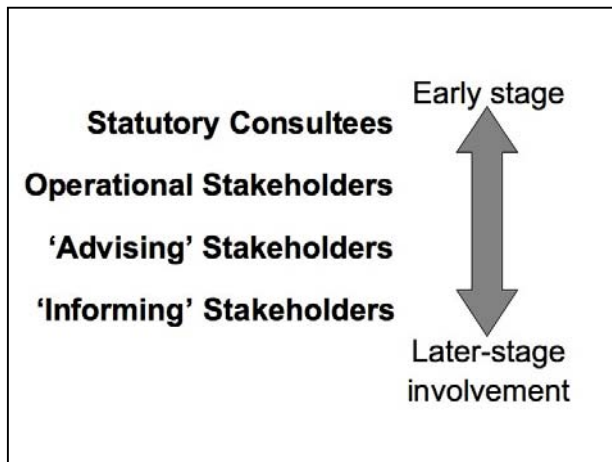 Early stage
Statutory Consultees
Operational Stakeholders
‘Advising’ Stakeholders
‘Informing’ Stakeholders
Later-stage
involvement